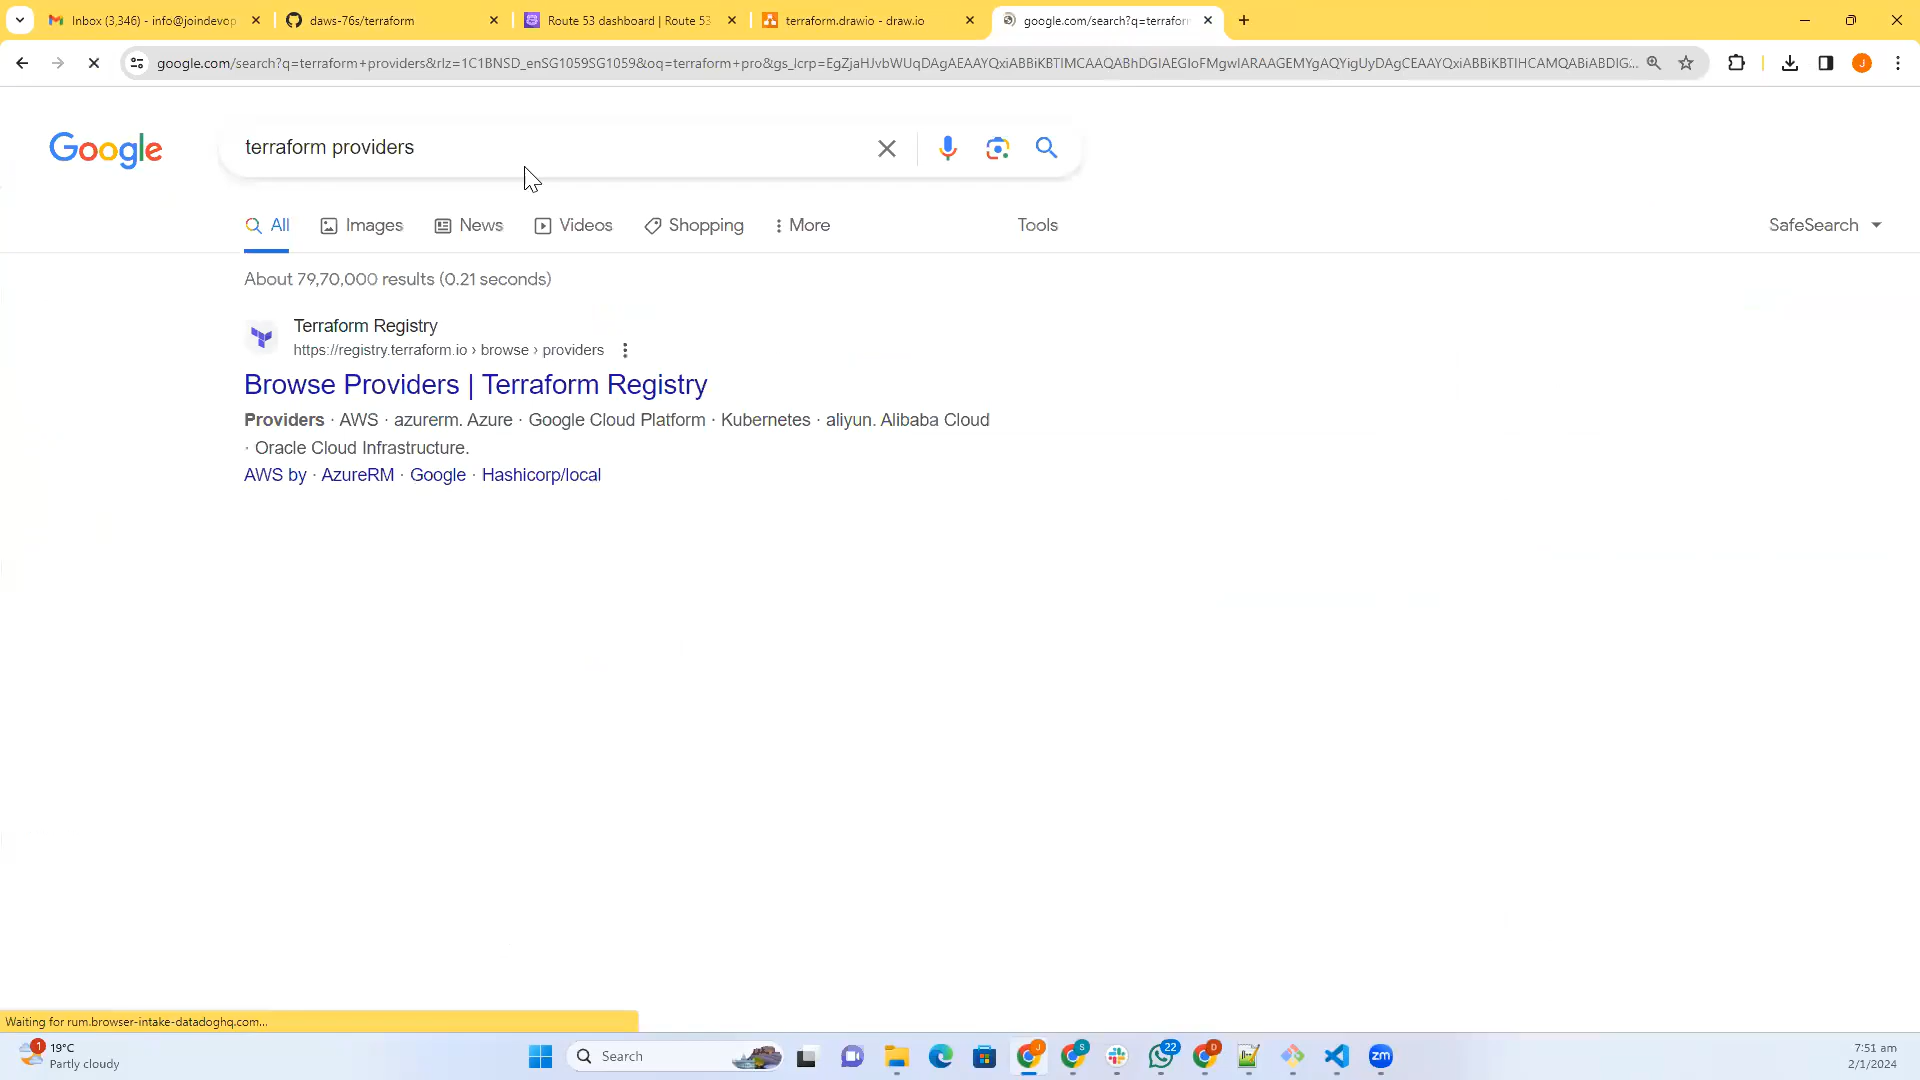 Inbox (3,346) - info@joindevop
daws-76s/terraform
Route 53 dashboard | Route 53
terraform.drawio - draw.io
google.com/search?q=terraform
google.com/search?q=terraform+providers&rlz=1C1BNSD_enSG1059SG1059&oq=terraform+pro&gs_lcrp=EgZjaHJvbWUqDAgAEAAYQxiABBiKBTIMCAAQABhDGIAEGIoFMgwIARAAGEMYgAQYigUyDAgCEAAYQxiABBiKBTIHCAMQABiABDIG...
J
Google
terraform providers
All
Images
News
Videos
Shopping
More
Tools
SafeSearch
About 79,70,000 results (0.21 seconds)
Terraform Registry
https://registry.terraform.io › browse › providers
Browse Providers | Terraform Registry
Providers · AWS · azurerm. Azure · Google Cloud Platform · Kubernetes · aliyun. Alibaba Cloud
· Oracle Cloud Infrastructure.
AWS by · AzureRM · Google · Hashicorp/local
Waiting for rum.browser-intake-datadoghq.com...
1
19°C
Partly cloudy
Search
J
S
22
D
zm
7:51 am
2/1/2024